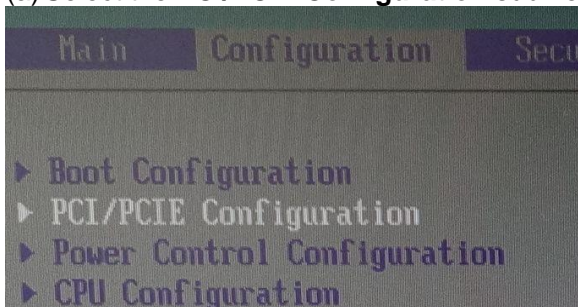 Main Configuration Secu
▶ Boot Configuration
▶ PCI/PCIE Configuration
▶ Power Control Configuration
▶ CPU Configuration